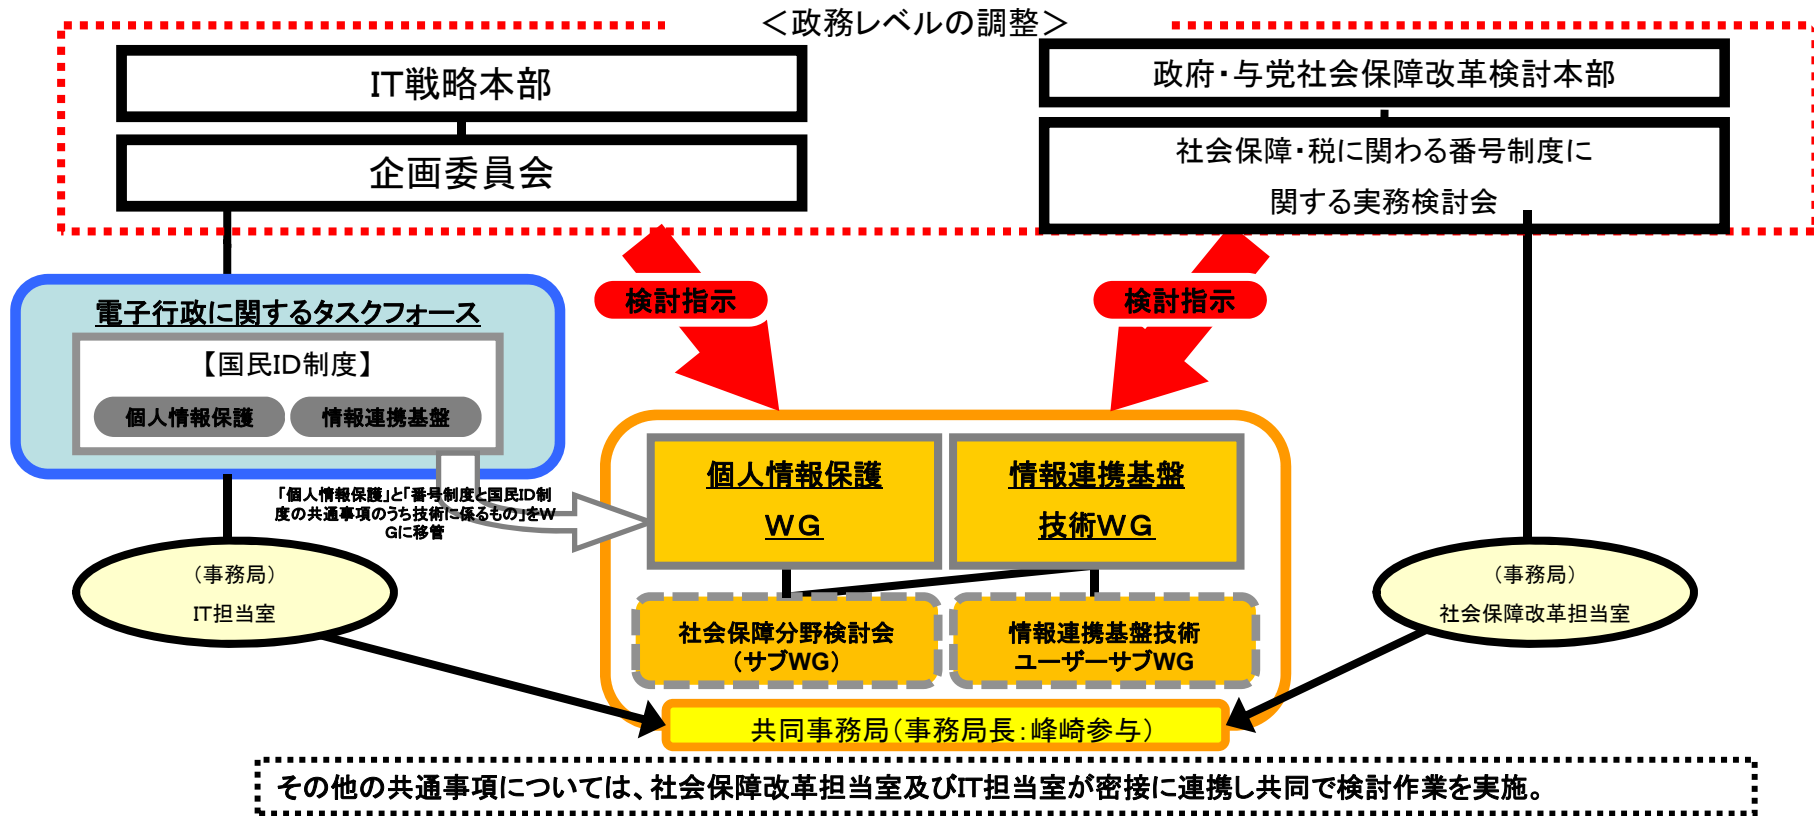 ＜政務レベルの調整＞
IT戦略本部
企画委員会
政府・与党社会保障改革検討本部
社会保障・税に関わる番号制度に
関する実務検討会
検討指示
検討指示
電子行政に関するタスクフォース
【国民ID制度】
個人情報保護
情報連携基盤
「個人情報保護」と「番号制度と国民ID制
度の共通事項のうち技術に係るもの」をW
Gに移管
個人情報保護
WG
情報連携基盤
技術WG
社会保障分野検討会
（サブWG）
情報連携基盤技術
ユーザーサブWG
（事務局）
IT担当室
（事務局）
社会保障改革担当室
共同事務局（事務局長：峰崎参与）
その他の共通事項については、社会保障改革担当室及びIT担当室が密接に連携し共同で検討作業を実施。